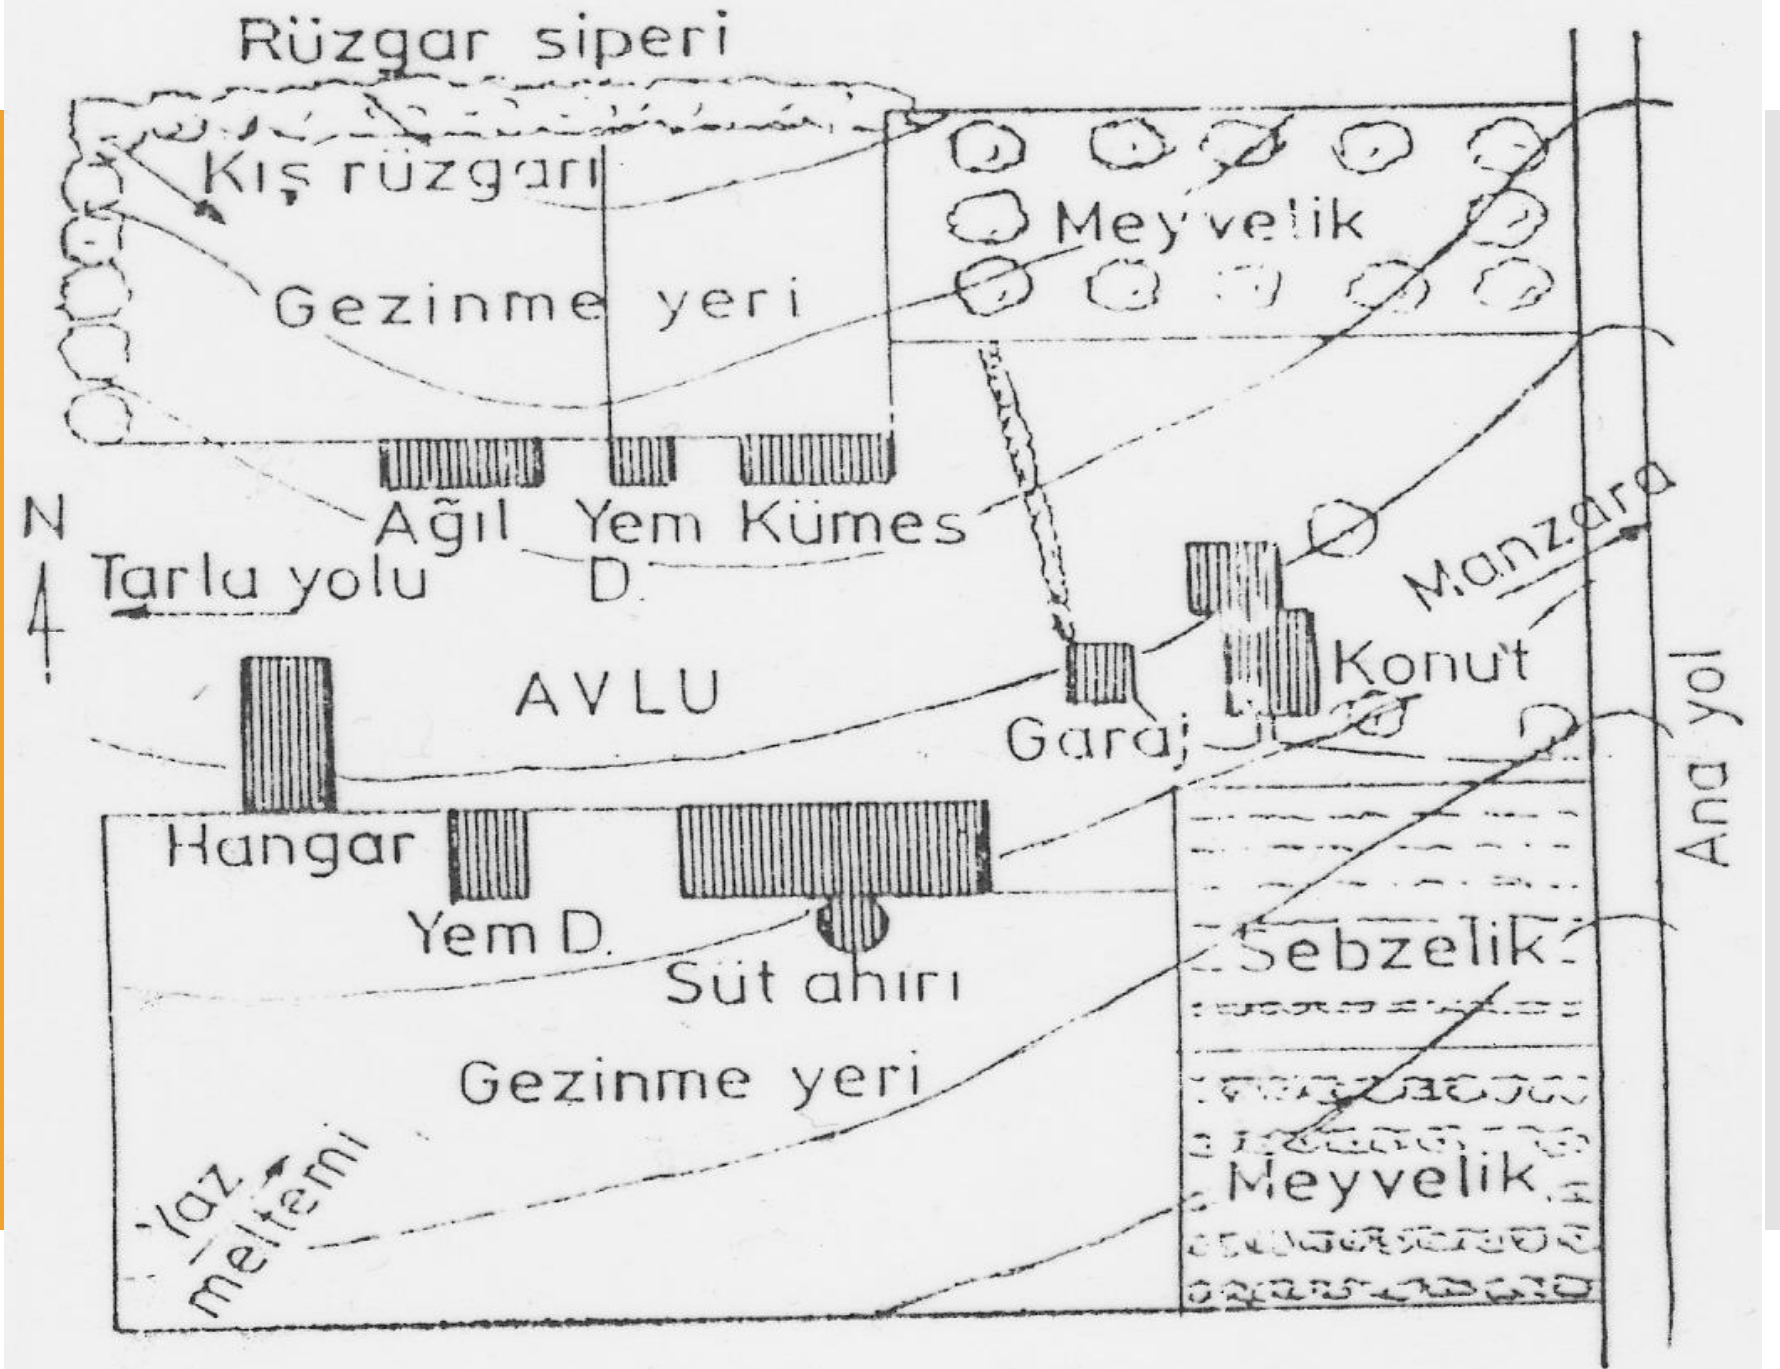 Rüzgar siperi
Kış rüzgarı
Meyvelik
Gezinme yeri
N
Ağıl Yem Kümes
D.
Tarla yolu
Manzara
AVLU
Konut
Garaj
Ana yol
Hangar
Yem D.
Süt ahırı
Sebzelik
Gezinme yeri
Yaz
meltemi
Meyvelik